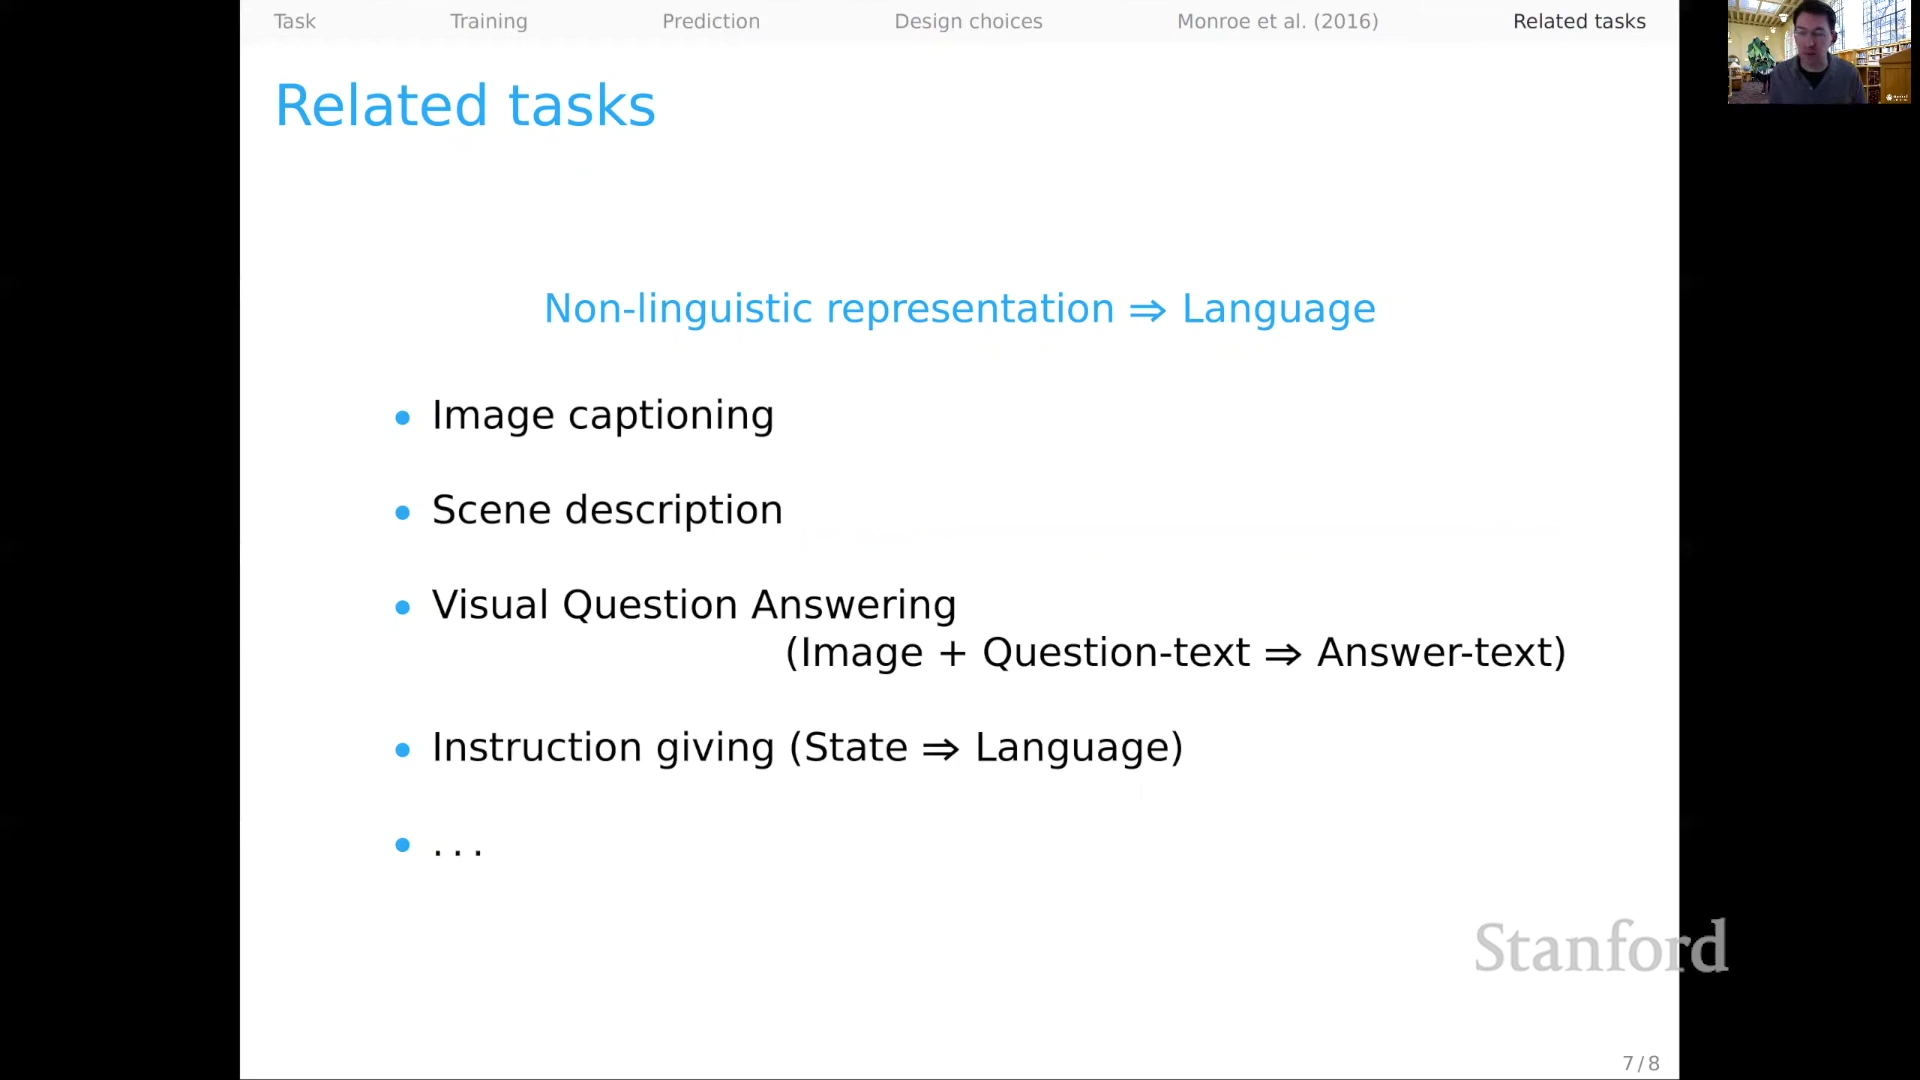 Task Training Prediction Design choices Monroe et al. (2016) Related tasks
Related tasks
Non-linguistic representation ⇒ Language
• Image captioning
• Scene description
• Visual Question Answering
(Image + Question-text ⇒ Answer-text)
• Instruction giving (State ⇒ Language)
• . . .
Stanford
7 / 8